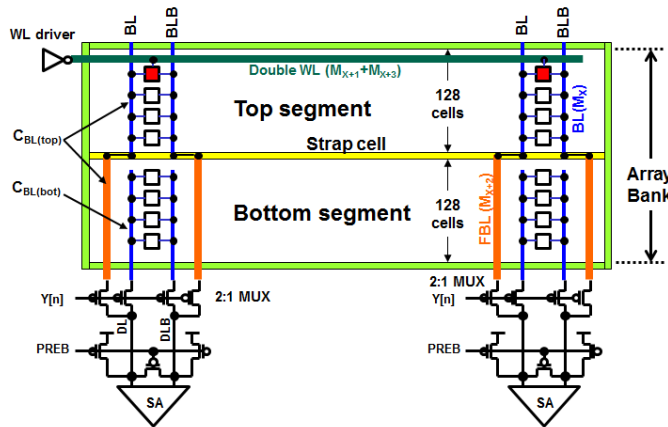 BL
BLB
BL
BLB
WL driver
Double WL (MX+1+MX+3)
CBL(top)
Top segment
128
cells
BL(MX)
Strap cell
CBL(bot)
Bottom segment
128
cells
FBL (MX+2)
Array
Bank
Y[n]
2:1 MUX
2:1 MUX
Y[n]
DL
DLB
PREB
PREB
SA
SA